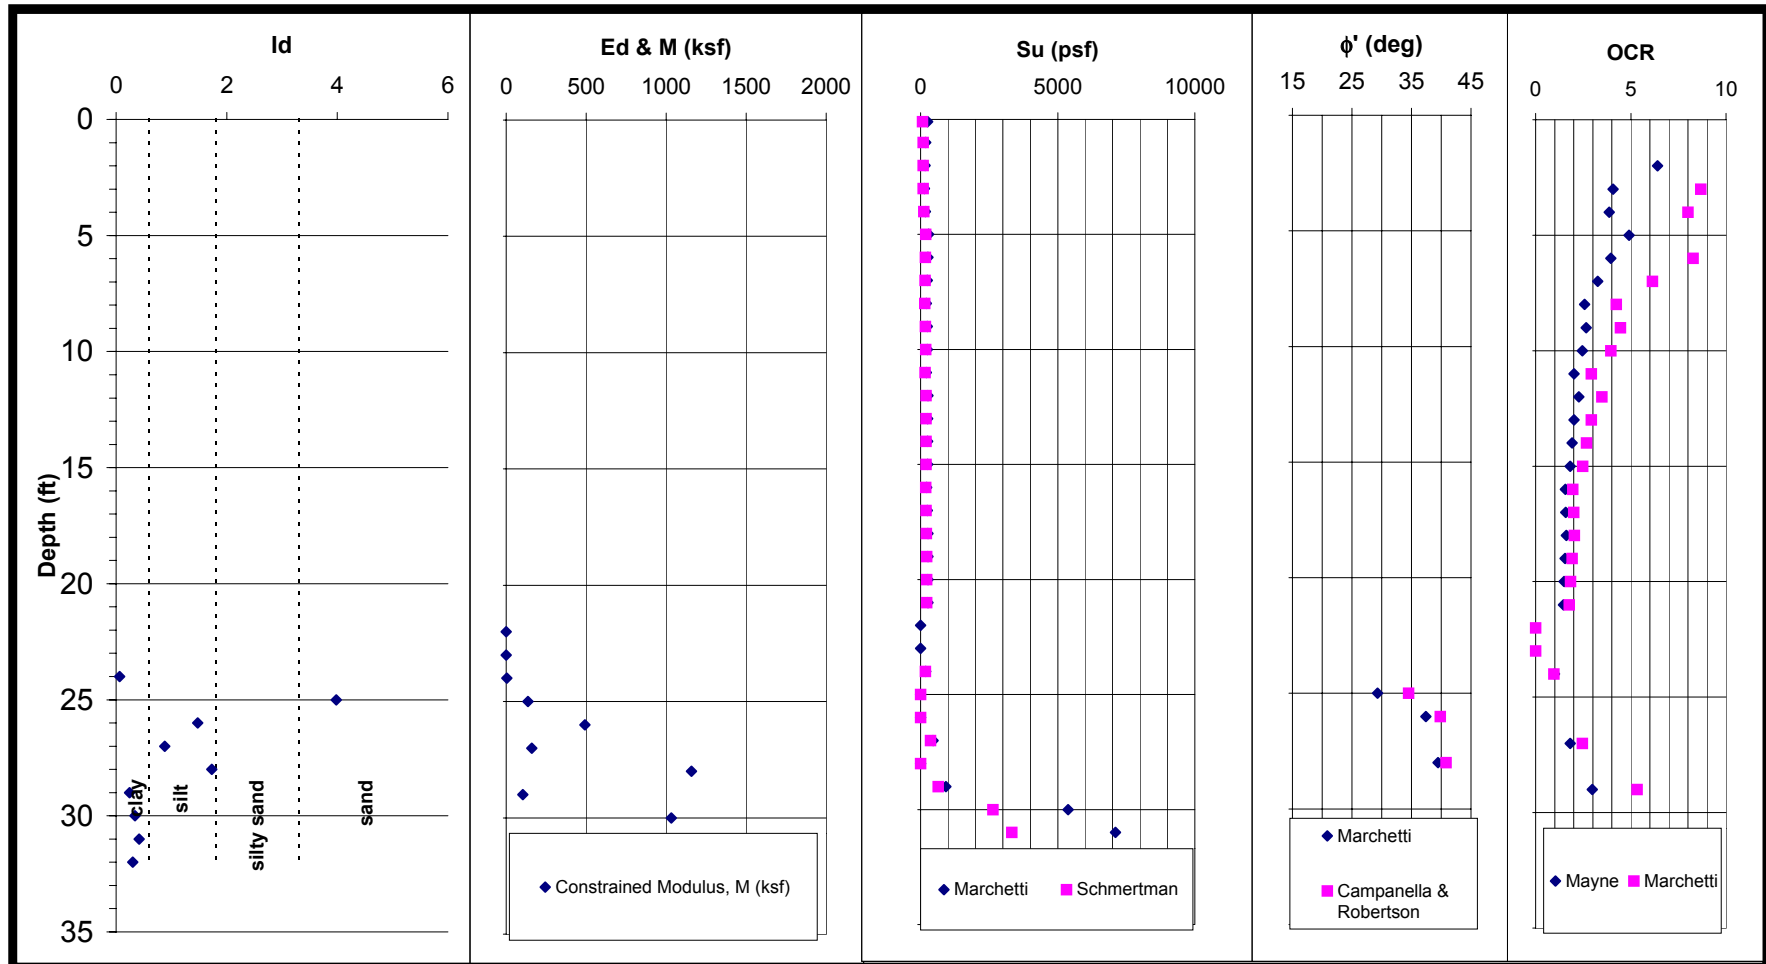 Id
0 2 4 6
0
5
10
15
20
25
30
35
Depth (ft)
clay
silt
silty sand
sand
Ed & M (ksf)
0 500 1000 1500 2000
Constrained Modulus, M (ksf)
Su (psf)
0 5000 10000
Marchetti Schmertman
ϕ' (deg)
15 25 35 45
Marchetti
Campanella &
Robertson
OCR
0 5 10
Mayne Marchetti